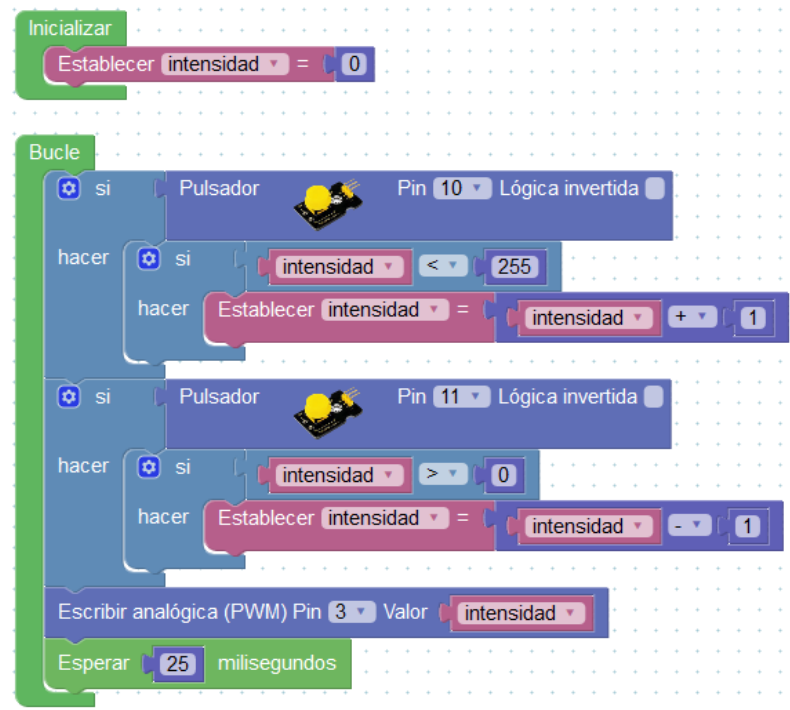 Inicializar
Establecer intensidad = 0
Bucle
si Pulsador Pin 10 Lógica invertida
hacer si intensidad < 255
hacer Establecer intensidad = intensidad + 1
si Pulsador Pin 11 Lógica invertida
hacer si intensidad > 0
hacer Establecer intensidad = intensidad - 1
Escribir analógica (PWM) Pin 3 Valor intensidad
Esperar 25 milisegundos